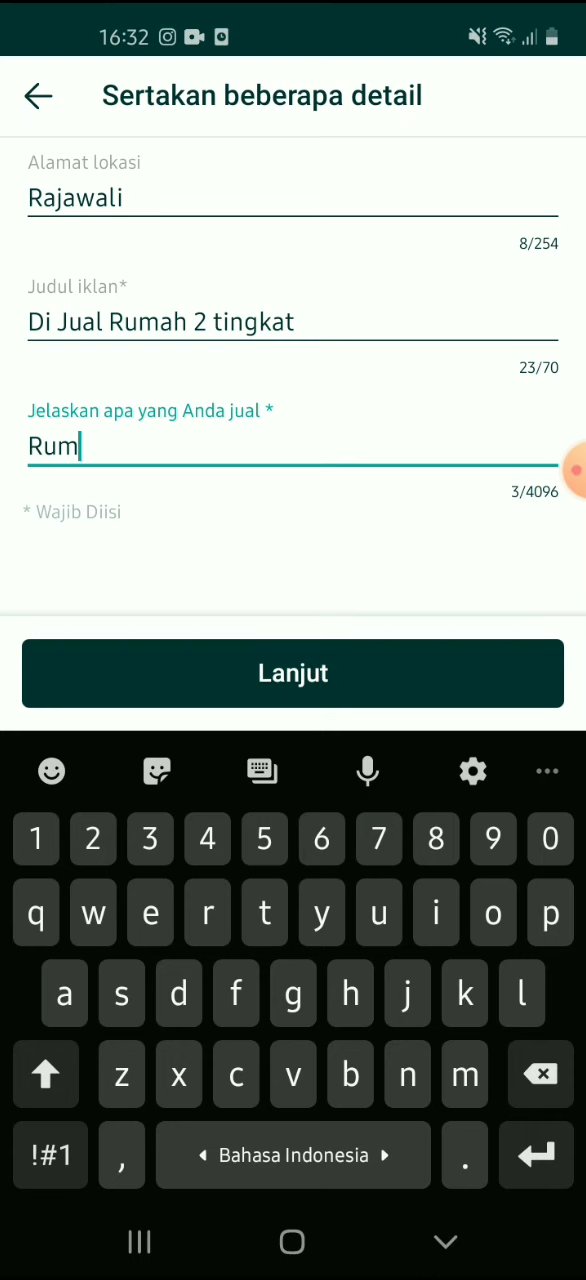 16:32
Sertakan beberapa detail
Alamat lokasi
Rajawali
8/254
Judul iklan*
Di Jual Rumah 2 tingkat
23/70
Jelaskan apa yang Anda jual *
Rum
3/4096
* Wajib Diisi
Lanjut
1 2 3 4 5 6 7 8 9 0
q w e r t y u i o p
a s d f g h j k l
z x c v b n m
!#1 , Bahasa Indonesia .